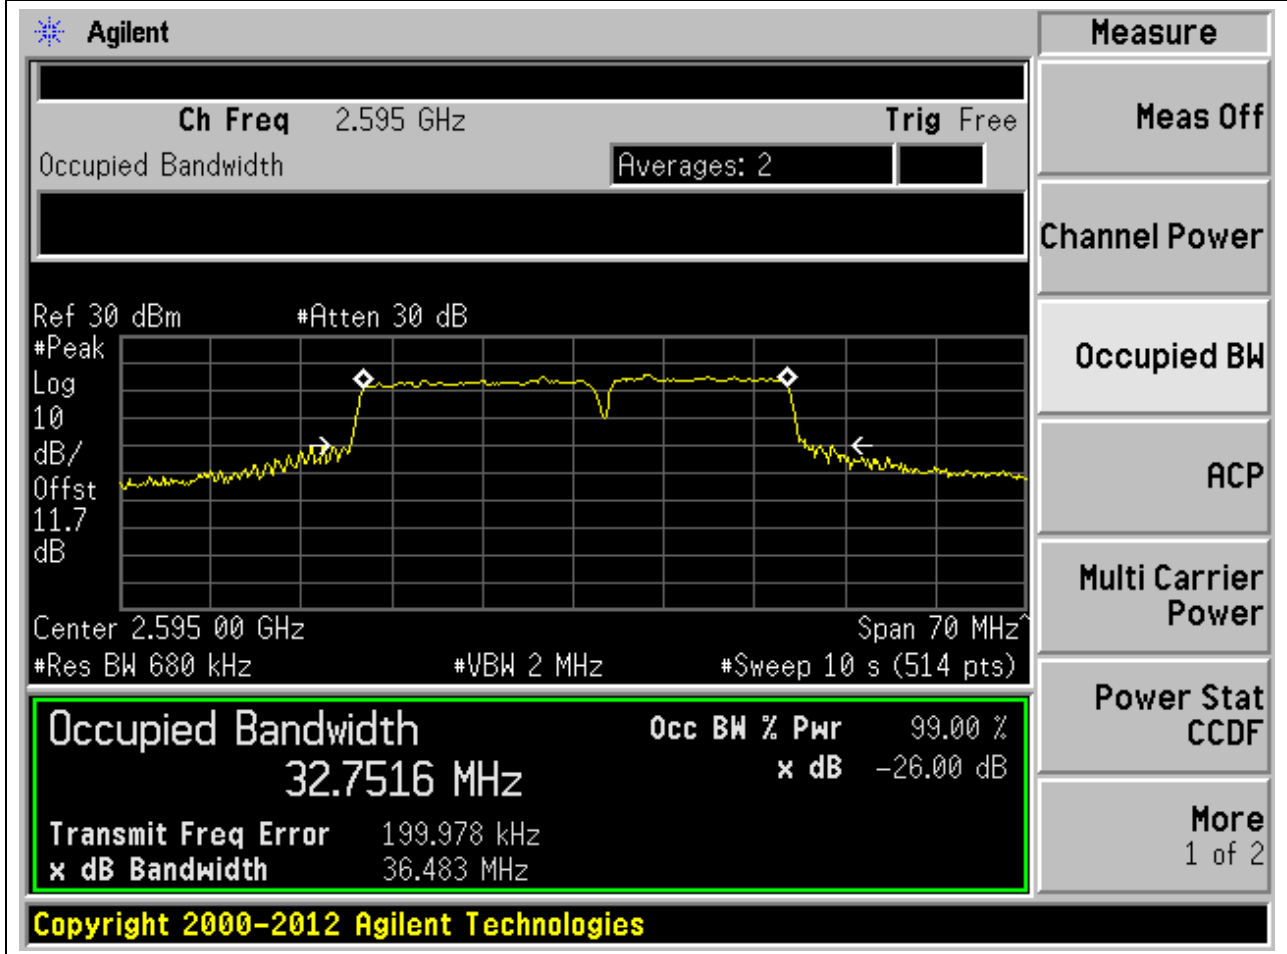 Agilent
Measure
Ch Freq 2.595 GHz Trig Free
Meas Off
Occupied Bandwidth Averages: 2
Channel Power
Ref 30 dBm #Atten 30 dB
#Peak
Log
10
dB/
Offst
11.7
dB
Occupied BW
ACP
Center 2.595 00 GHz Span 70 MHz^
#Res BW 680 kHz #VBW 2 MHz #Sweep 10 s (514 pts)
Multi Carrier
Power
Occupied Bandwidth Occ BW % Pwr 99.00 %
32.7516 MHz x dB -26.00 dB
Transmit Freq Error 199.978 kHz
x dB Bandwidth 36.483 MHz
Power Stat
CCDF
More
1 of 2
Copyright 2000-2012 Agilent Technologies